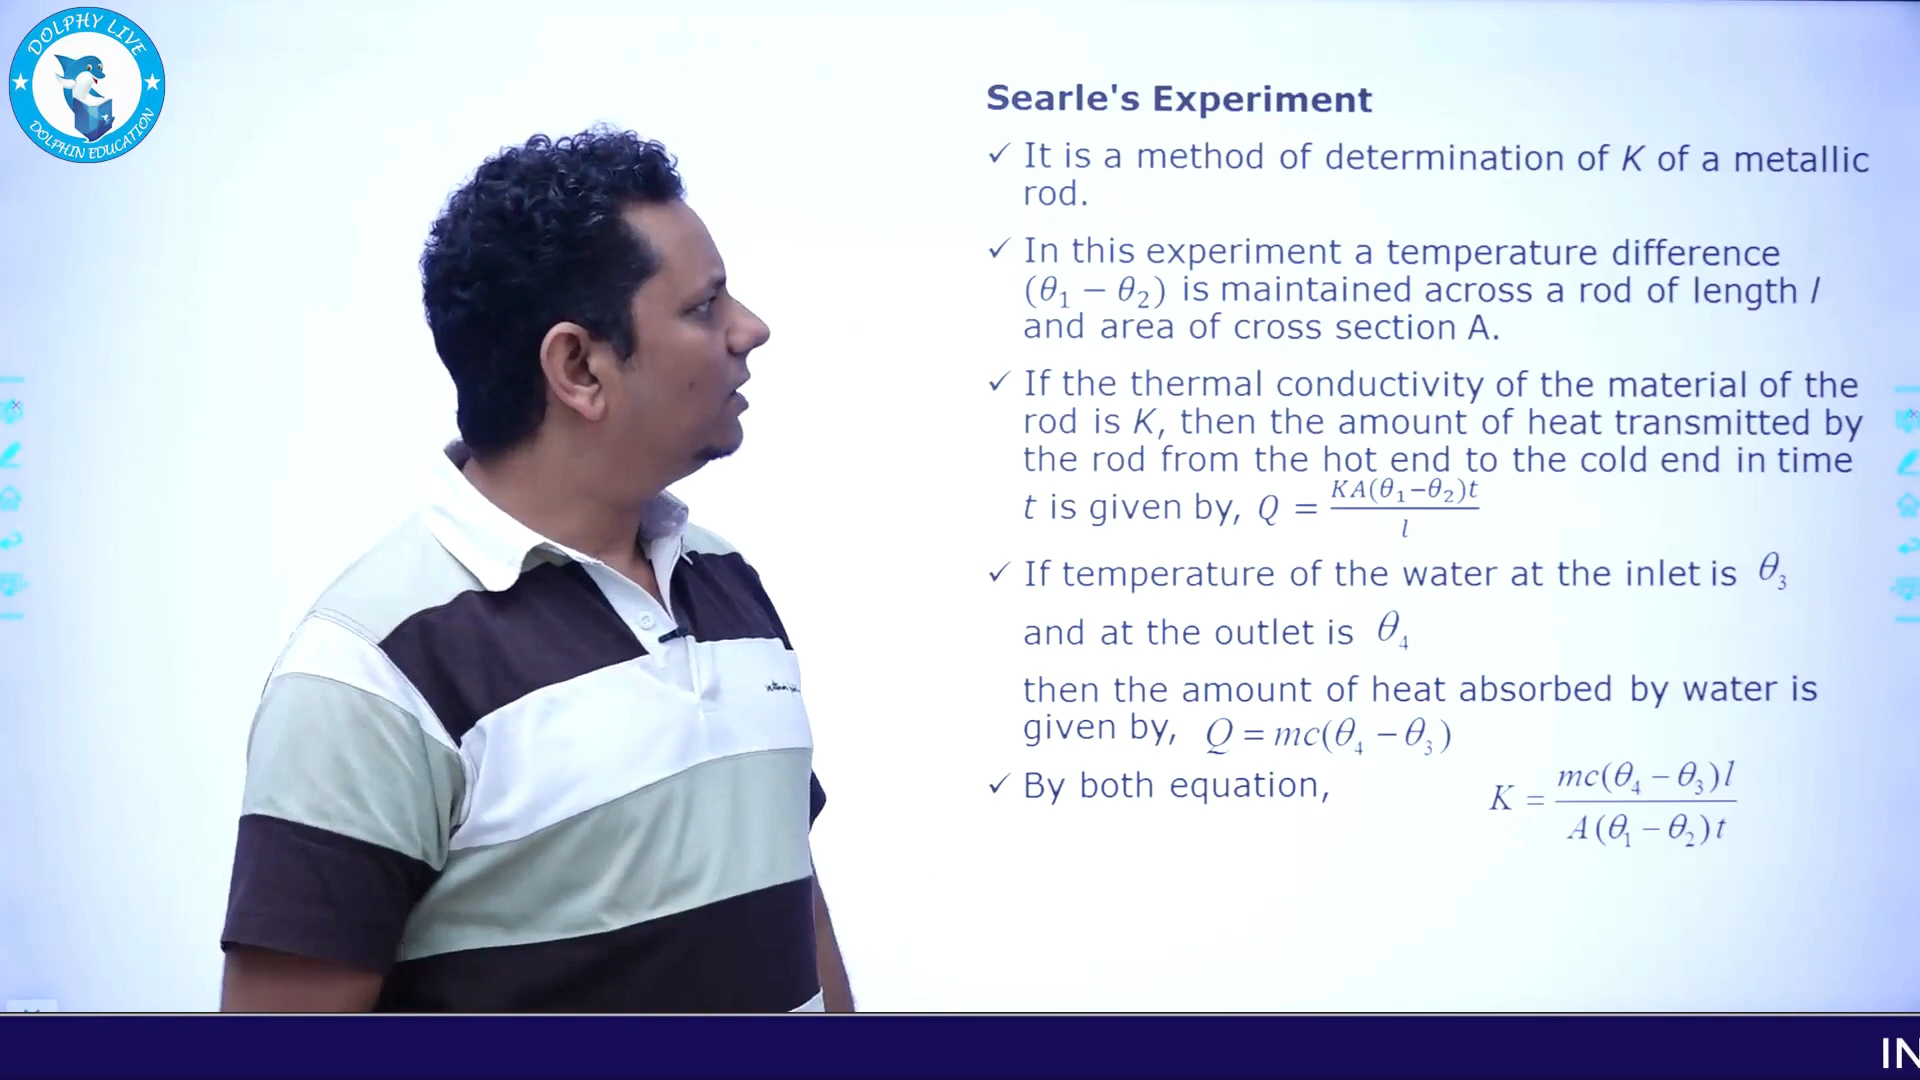 DOLPHY LIVE
DOLPHIN EDUCATION
Searle's Experiment
✓ It is a method of determination of K of a metallic
rod.
✓ In this experiment a temperature difference
(θ₁ − θ₂) is maintained across a rod of length l
and area of cross section A.
✓ If the thermal conductivity of the material of the
rod is K, then the amount of heat transmitted by
the rod from the hot end to the cold end in time
t is given by, Q = KA(θ₁−θ₂)t / l
✓ If temperature of the water at the inlet is θ₃
and at the outlet is θ₄
then the amount of heat absorbed by water is
given by, Q = mc(θ₄ − θ₃)
✓ By both equation, K = mc(θ₄ − θ₃)l / A(θ₁ − θ₂)t
IN